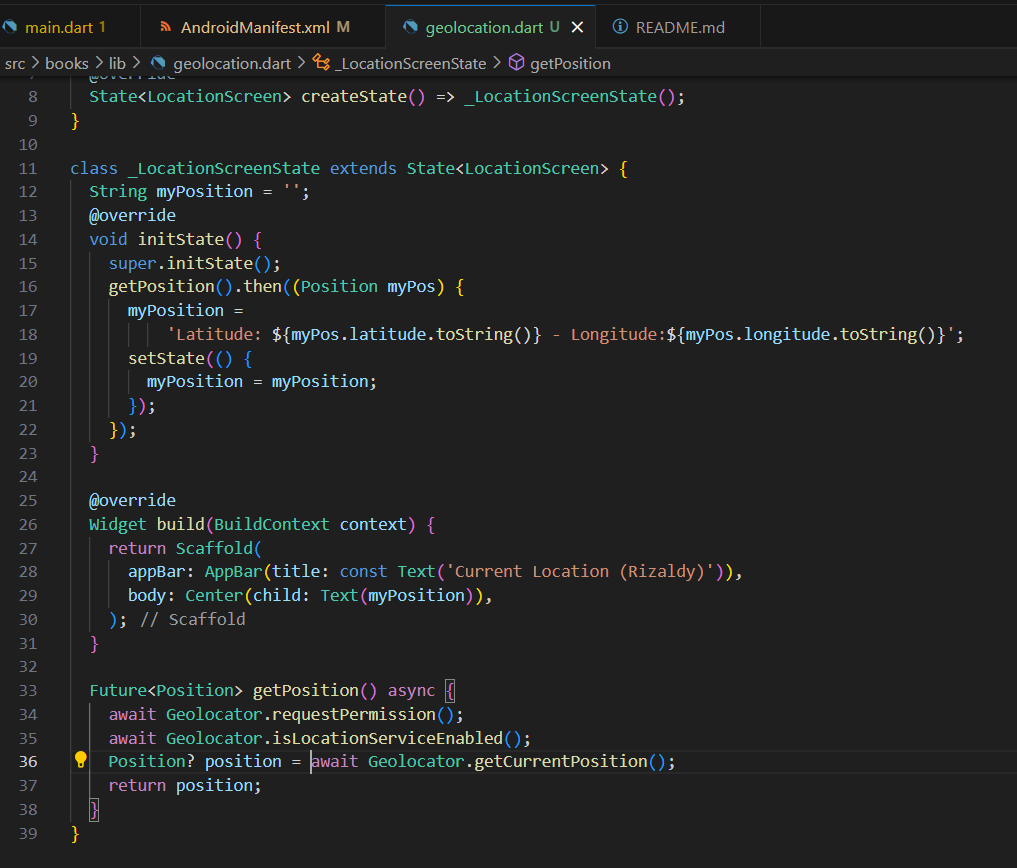 main.dart 1 AndroidManifest.xml M geolocation.dart U README.md
src > books > lib > geolocation.dart > _LocationScreenState > getPosition
7 @override
8 State<LocationScreen> createState() => _LocationScreenState();
9 }
10
11 class _LocationScreenState extends State<LocationScreen> {
12 String myPosition = '';
13 @override
14 void initState() {
15 super.initState();
16 getPosition().then((Position myPos) {
17 myPosition =
18 'Latitude: ${myPos.latitude.toString()} - Longitude:${myPos.longitude.toString()}';
19 setState(() {
20 myPosition = myPosition;
21 });
22 });
23 }
24
25 @override
26 Widget build(BuildContext context) {
27 return Scaffold(
28 appBar: AppBar(title: const Text('Current Location (Rizaldy)')),
29 body: Center(child: Text(myPosition)),
30 ); // Scaffold
31 }
32
33 Future<Position> getPosition() async {
34 await Geolocator.requestPermission();
35 await Geolocator.isLocationServiceEnabled();
36 Position? position = await Geolocator.getCurrentPosition();
37 return position;
38 }
39 }